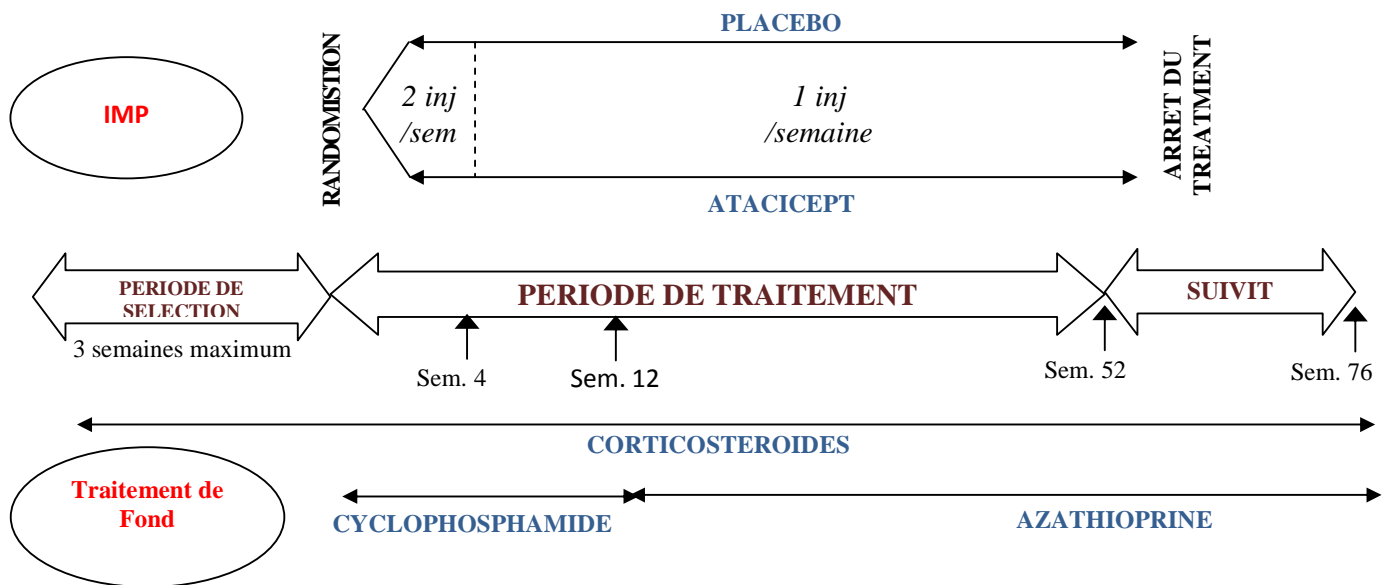 PLACEBO
IMP
RANDOMISTION
2 inj
/sem
1 inj
/semaine
ARRET DU
TREATMENT
ATACICEPT
PERIODE DE
SELECTION
PERIODE DE TRAITEMENT
SUIVIT
3 semaines maximum
Sem. 4
Sem. 12
Sem. 52
Sem. 76
CORTICOSTEROIDES
Traitement de
Fond
CYCLOPHOSPHAMIDE
AZATHIOPRINE